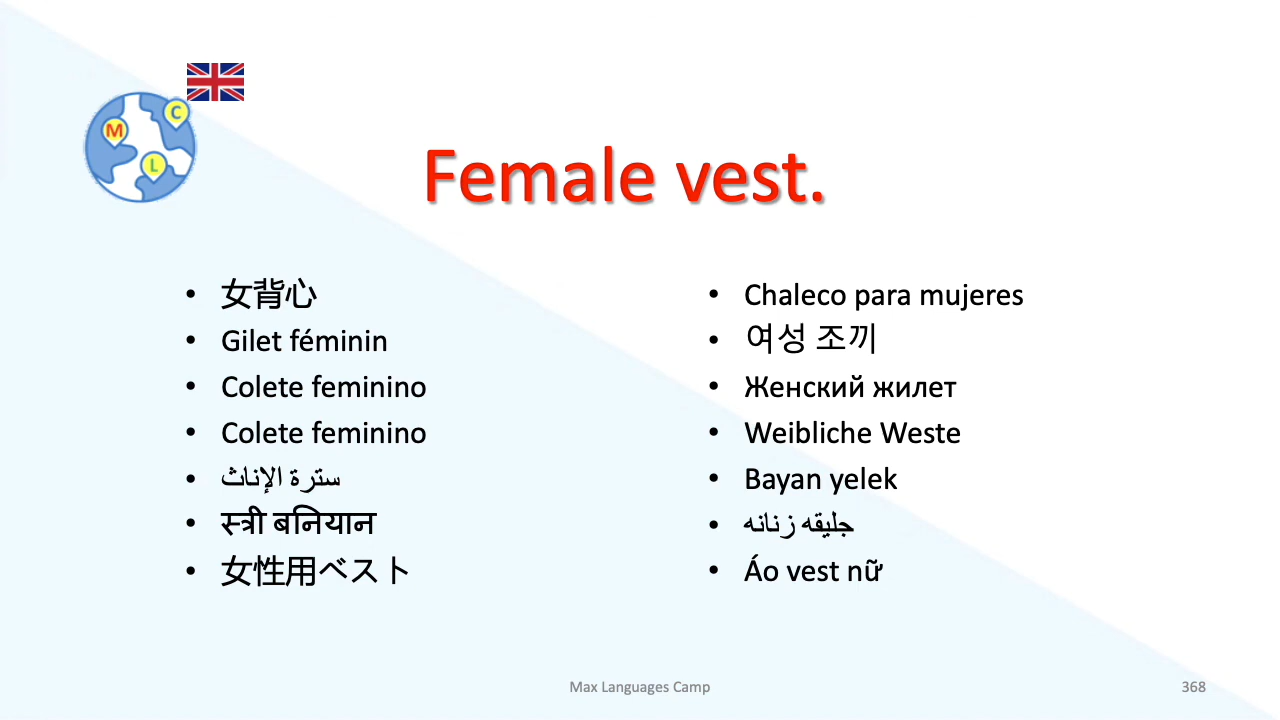 C
M
L
Female vest.
• 女背心
• Gilet féminin
• Colete feminino
• Colete feminino
• سترة الإناث
• स्त्री बनियान
• 女性用ベスト
• Chaleco para mujeres
• 여성 조끼
• Женский жилет
• Weibliche Weste
• Bayan yelek
• جلیقه زنانه
• Áo vest nữ
Max Languages Camp
368